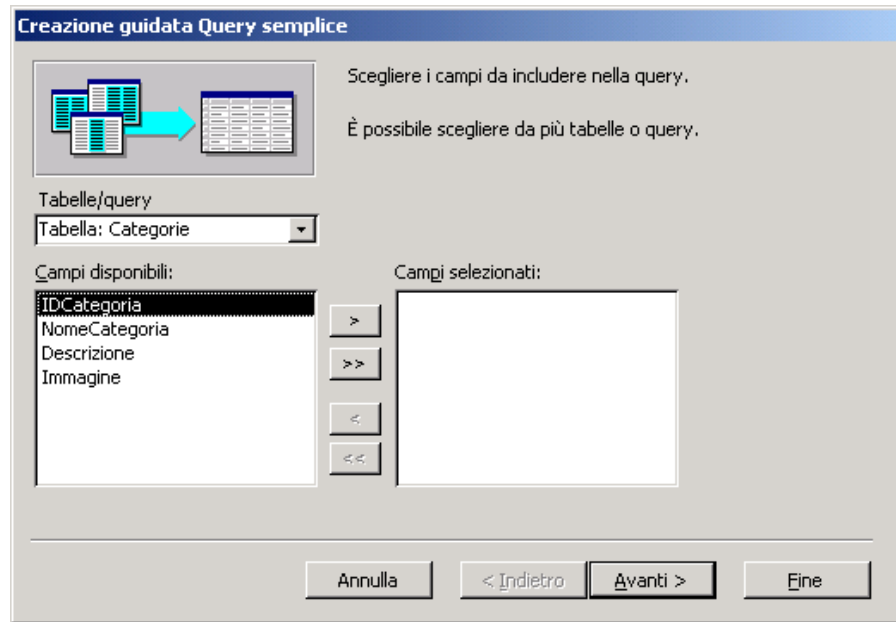 Creazione guidata Query semplice
Scegliere i campi da includere nella query.
È possibile scegliere da più tabelle o query.
Tabelle/query
Tabella: Categorie
Campi disponibili:
Campi selezionati:
IDCategoria
NomeCategoria
Descrizione
Immagine
>
>>
<
<<
Annulla
< Indietro
Avanti >
Fine